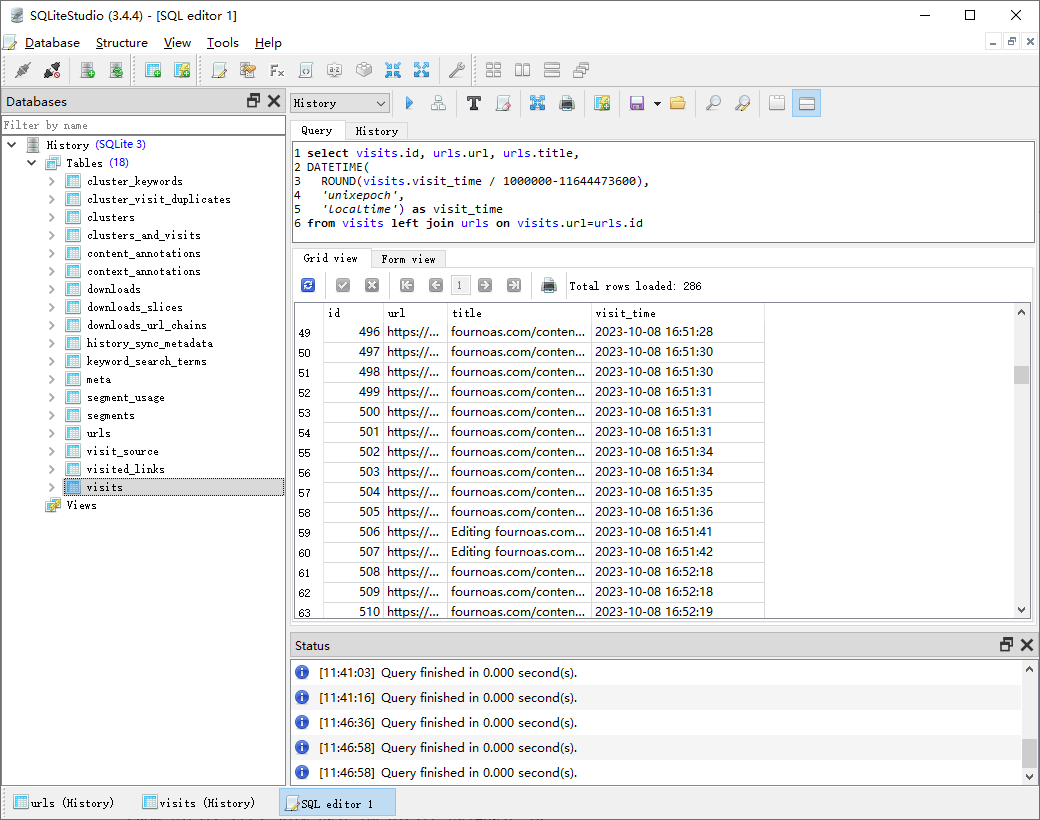 SQLiteStudio (3.4.4) - [SQL editor 1]
Database Structure View Tools Help
Databases
Filter by name
History (SQLite 3)
Tables (18)
cluster_keywords
cluster_visit_duplicates
clusters
clusters_and_visits
content_annotations
context_annotations
downloads
downloads_slices
downloads_url_chains
history_sync_metadata
keyword_search_terms
meta
segment_usage
segments
urls
visit_source
visited_links
visits
Views
History
Query History
1 select visits.id, urls.url, urls.title,
2 DATETIME(
3 ROUND(visits.visit_time / 1000000-11644473600),
4 'unixepoch',
5 'localtime') as visit_time
6 from visits left join urls on visits.url=urls.id
Grid view Form view
1 Total rows loaded: 286
id url title visit_time
49 496 https://... fournoas.com/conten... 2023-10-08 16:51:28
50 497 https://... fournoas.com/conten... 2023-10-08 16:51:30
51 498 https://... fournoas.com/conten... 2023-10-08 16:51:30
52 499 https://... fournoas.com/conten... 2023-10-08 16:51:31
53 500 https://... fournoas.com/conten... 2023-10-08 16:51:31
54 501 https://... fournoas.com/conten... 2023-10-08 16:51:31
55 502 https://... fournoas.com/conten... 2023-10-08 16:51:34
56 503 https://... fournoas.com/conten... 2023-10-08 16:51:34
57 504 https://... fournoas.com/conten... 2023-10-08 16:51:35
58 505 https://... fournoas.com/conten... 2023-10-08 16:51:36
59 506 https://... Editing fournoas.com... 2023-10-08 16:51:41
60 507 https://... Editing fournoas.com... 2023-10-08 16:51:42
61 508 https://... fournoas.com/conten... 2023-10-08 16:52:18
62 509 https://... fournoas.com/conten... 2023-10-08 16:52:18
63 510 https://... fournoas.com/conten... 2023-10-08 16:52:19
Status
[11:41:03] Query finished in 0.000 second(s).
[11:41:16] Query finished in 0.000 second(s).
[11:46:36] Query finished in 0.000 second(s).
[11:46:58] Query finished in 0.000 second(s).
[11:46:58] Query finished in 0.000 second(s).
urls (History) visits (History) SQL editor 1